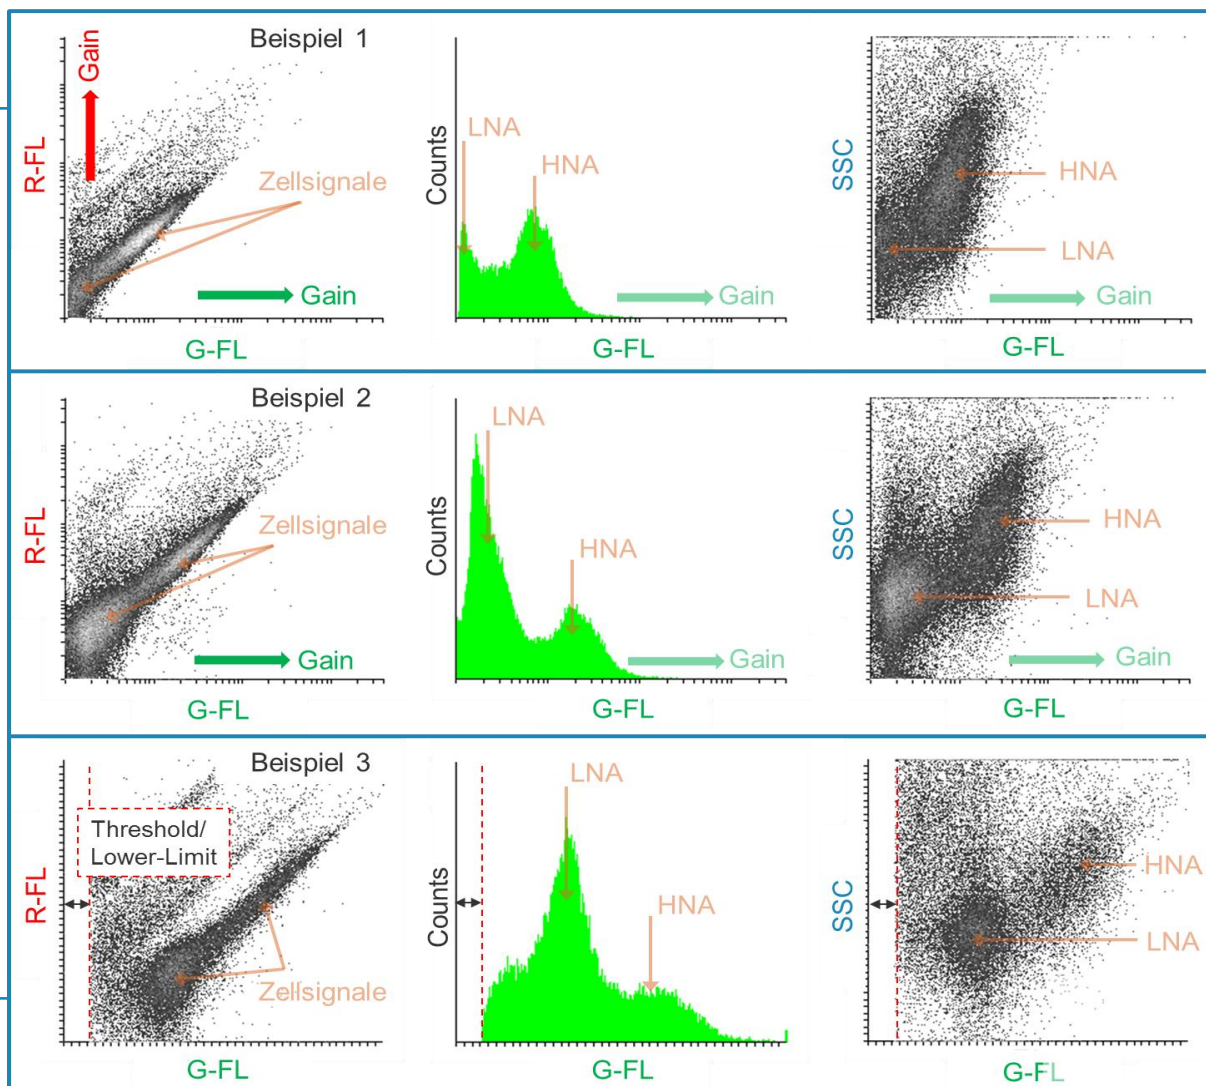 Beispiel 1
Gain
R-FL
Zellsignale
Gain
G-FL
Counts
LNA
HNA
Gain
G-FL
SSC
HNA
LNA
Gain
G-FL
Beispiel 2
R-FL
Zellsignale
Gain
G-FL
Counts
LNA
HNA
Gain
G-FL
SSC
HNA
LNA
Gain
G-FL
Beispiel 3
Threshold/
Lower-Limit
R-FL
Zellsignale
G-FL
Counts
LNA
HNA
G-FL
SSC
HNA
LNA
G-FL